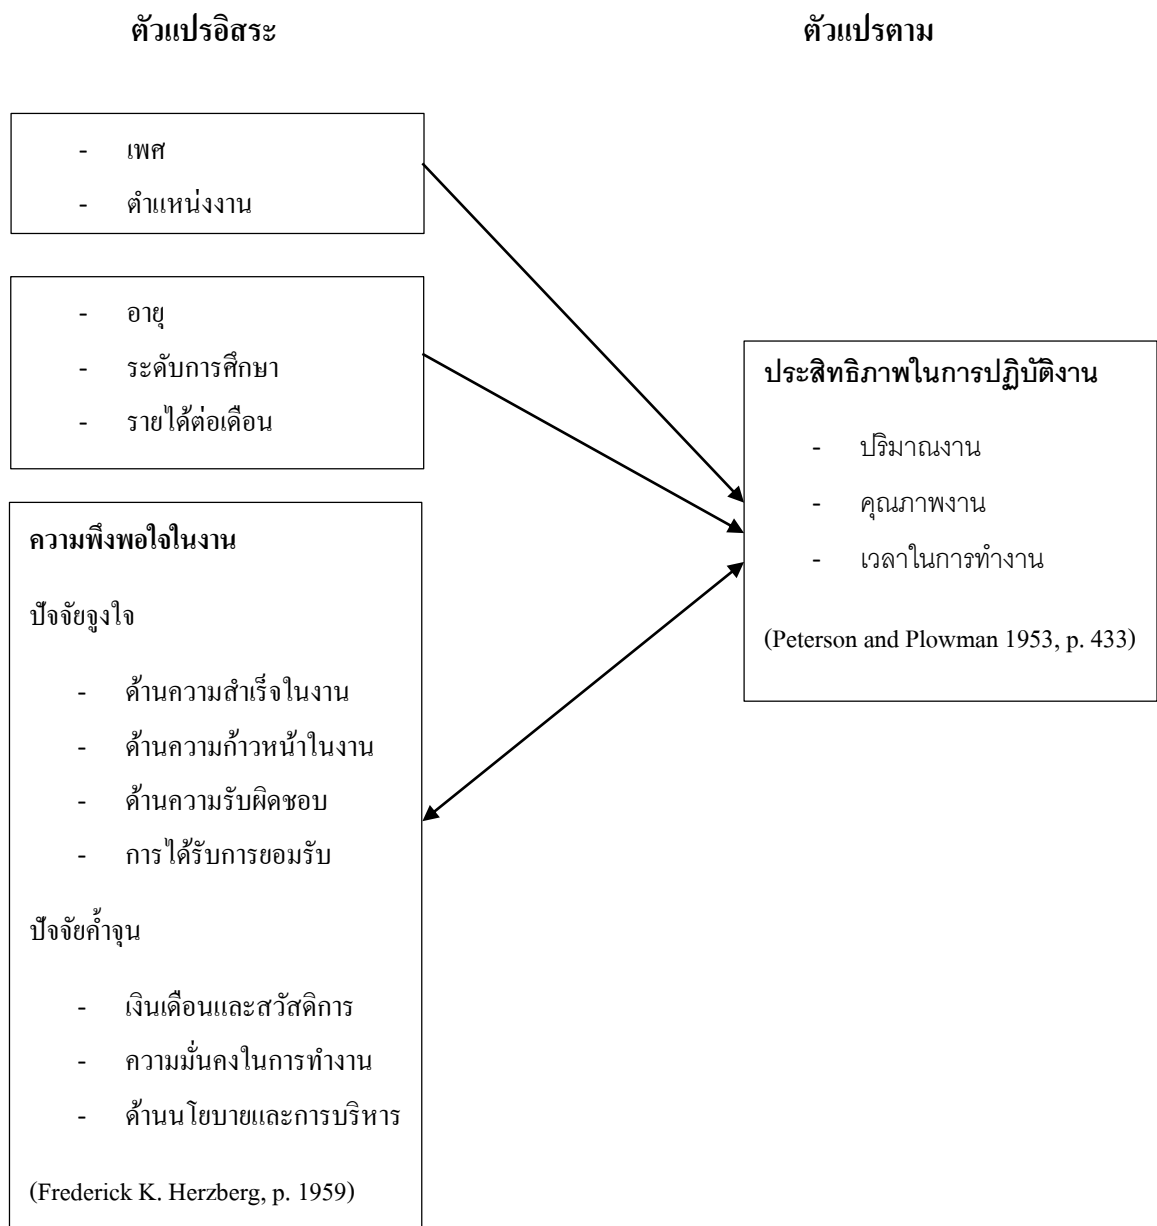 ตัวแปรอิสระ
ตัวแปรตาม
- เพศ
- ตำแหน่งงาน
- อายุ
- ระดับการศึกษา
- รายได้ต่อเดือน
ความพึงพอใจในงาน
ปัจจัยจูงใจ
- ด้านความสำเร็จในงาน
- ด้านความก้าวหน้าในงาน
- ด้านความรับผิดชอบ
- การได้รับการยอมรับ
ปัจจัยค้ำจุน
- เงินเดือนและสวัสดิการ
- ความมั่นคงในการทำงาน
- ด้านนโยบายและการบริหาร
(Frederick K. Herzberg, p. 1959)
ประสิทธิภาพในการปฏิบัติงาน
- ปริมาณงาน
- คุณภาพงาน
- เวลาในการทำงาน
(Peterson and Plowman 1953, p. 433)